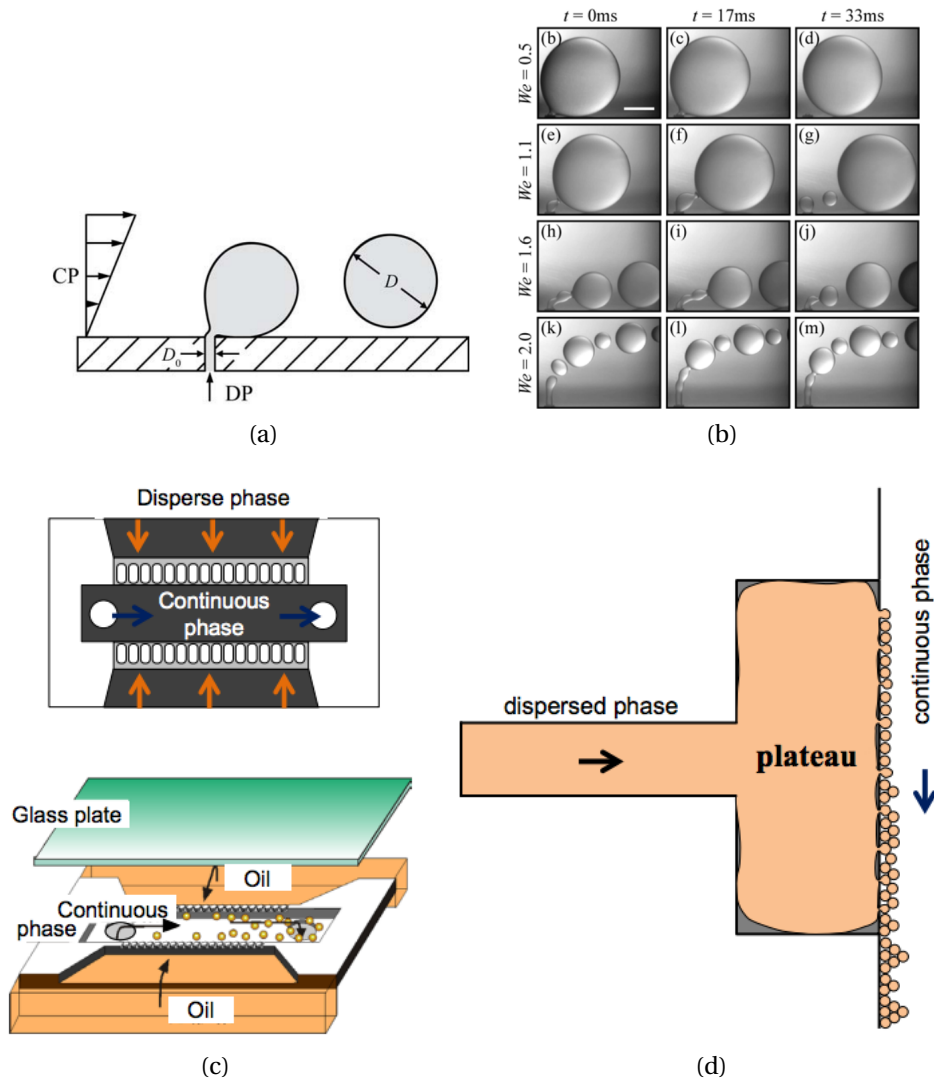 CP
D
D₀
DP
(a)
t = 0ms t = 17ms t = 33ms
We = 0.5
(b) (c) (d)
We = 1.1
(e) (f) (g)
We = 1.6
(h) (i) (j)
We = 2.0
(k) (l) (m)
(b)
Disperse phase
Continuous
phase
Glass plate
Oil
Continuous
phase
Oil
(c)
dispersed phase
plateau
continuous phase
(d)